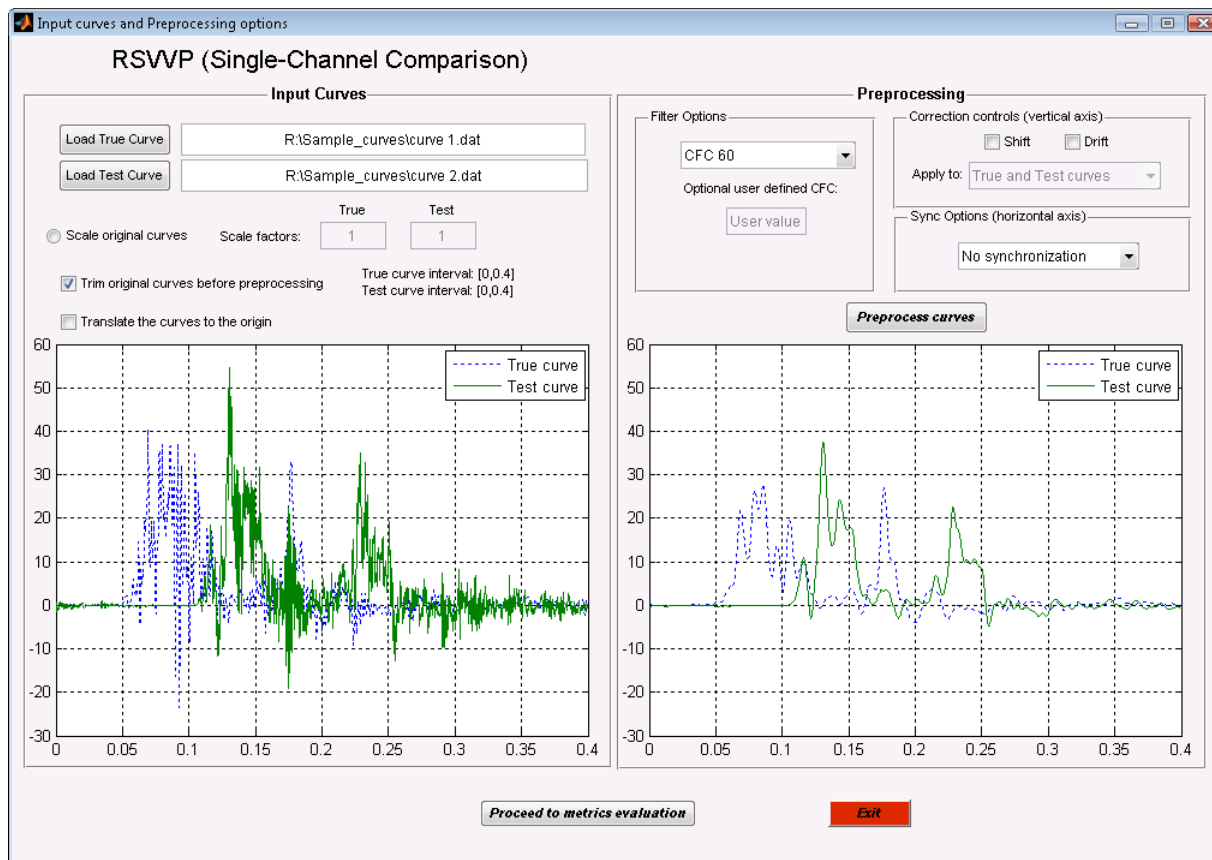 Input curves and Preprocessing options
RSVVP (Single-Channel Comparison)
Input Curves
Load True Curve
R:\Sample_curves\curve 1.dat
Load Test Curve
R:\Sample_curves\curve 2.dat
True Test
Scale original curves Scale factors: 1 1
Trim original curves before preprocessing
True curve interval: [0,0.4]
Test curve interval: [0,0.4]
Translate the curves to the origin
True curve
Test curve
60
50
40
30
20
10
0
-10
-20
-30
0 0.05 0.1 0.15 0.2 0.25 0.3 0.35 0.4
Preprocessing
Filter Options
CFC 60
Optional user defined CFC:
User value
Correction controls (vertical axis)
Shift Drift
Apply to: True and Test curves
Sync Options (horizontal axis)
No synchronization
Preprocess curves
True curve
Test curve
60
50
40
30
20
10
0
-10
-20
-30
0 0.05 0.1 0.15 0.2 0.25 0.3 0.35 0.4
Proceed to metrics evaluation
Exit